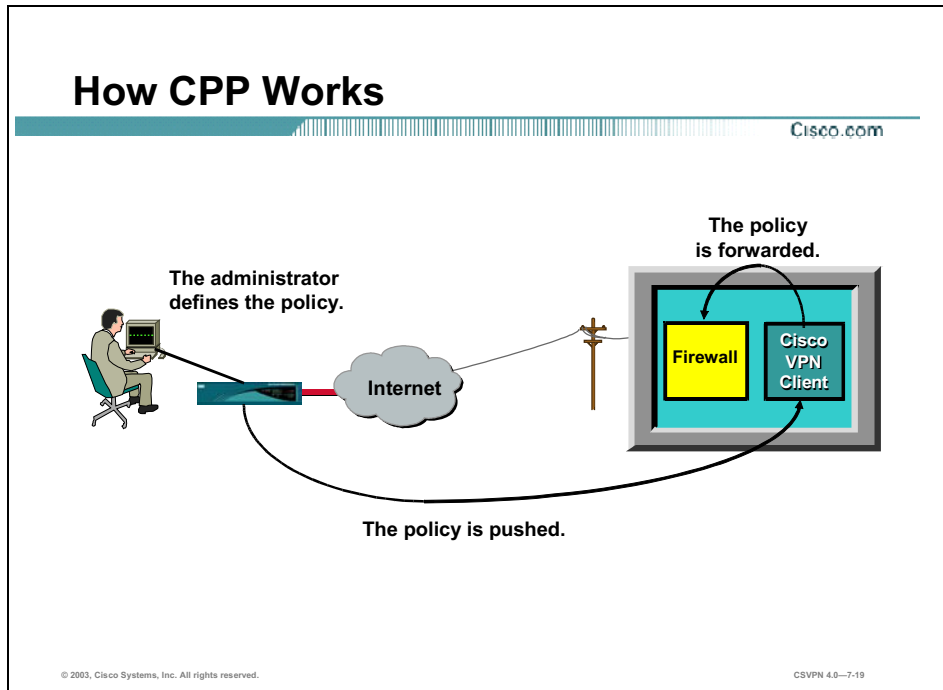 How CPP Works
Cisco.com
The policy
is forwarded.
The administrator
defines the policy.
Firewall
Cisco
VPN
Client
Internet
The policy is pushed.
© 2003, Cisco Systems, Inc. All rights reserved.
CSVPN 4.0—7-19